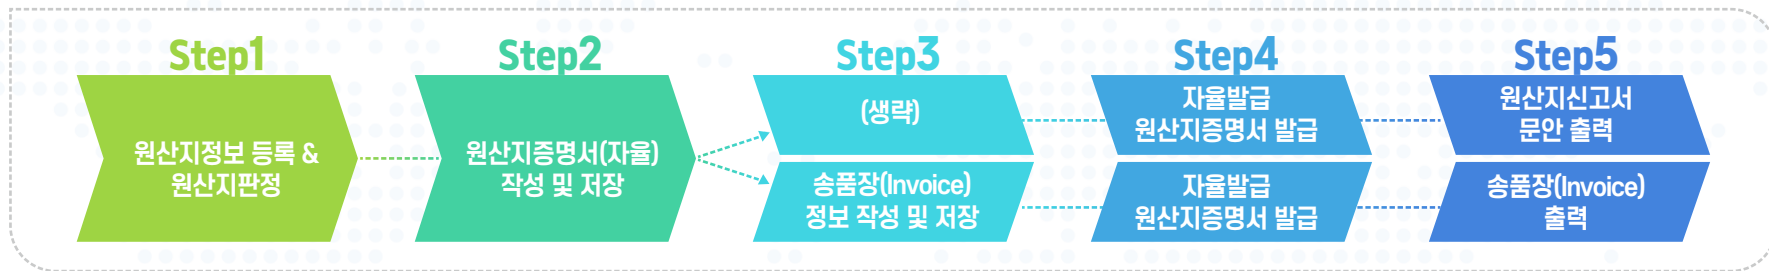 Step1
원산지정보 등록 &
원산지판정
Step2
원산지증명서(자율)
작성 및 저장
Step3
(생략)
송품장(Invoice)
정보 작성 및 저장
Step4
자율발급
원산지증명서 발급
자율발급
원산지증명서 발급
Step5
원산지신고서
문안 출력
송품장(Invoice)
출력